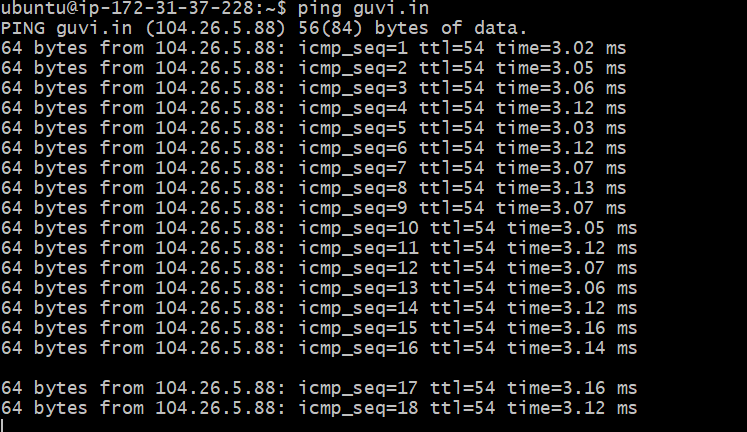 ubuntu@ip-172-31-37-228:~$ ping guvi.in
PING guvi.in (104.26.5.88) 56(84) bytes of data.
64 bytes from 104.26.5.88: icmp_seq=1 ttl=54 time=3.02 ms
64 bytes from 104.26.5.88: icmp_seq=2 ttl=54 time=3.05 ms
64 bytes from 104.26.5.88: icmp_seq=3 ttl=54 time=3.06 ms
64 bytes from 104.26.5.88: icmp_seq=4 ttl=54 time=3.12 ms
64 bytes from 104.26.5.88: icmp_seq=5 ttl=54 time=3.03 ms
64 bytes from 104.26.5.88: icmp_seq=6 ttl=54 time=3.12 ms
64 bytes from 104.26.5.88: icmp_seq=7 ttl=54 time=3.07 ms
64 bytes from 104.26.5.88: icmp_seq=8 ttl=54 time=3.13 ms
64 bytes from 104.26.5.88: icmp_seq=9 ttl=54 time=3.07 ms
64 bytes from 104.26.5.88: icmp_seq=10 ttl=54 time=3.05 ms
64 bytes from 104.26.5.88: icmp_seq=11 ttl=54 time=3.12 ms
64 bytes from 104.26.5.88: icmp_seq=12 ttl=54 time=3.07 ms
64 bytes from 104.26.5.88: icmp_seq=13 ttl=54 time=3.06 ms
64 bytes from 104.26.5.88: icmp_seq=14 ttl=54 time=3.12 ms
64 bytes from 104.26.5.88: icmp_seq=15 ttl=54 time=3.16 ms
64 bytes from 104.26.5.88: icmp_seq=16 ttl=54 time=3.14 ms
64 bytes from 104.26.5.88: icmp_seq=17 ttl=54 time=3.16 ms
64 bytes from 104.26.5.88: icmp_seq=18 ttl=54 time=3.12 ms